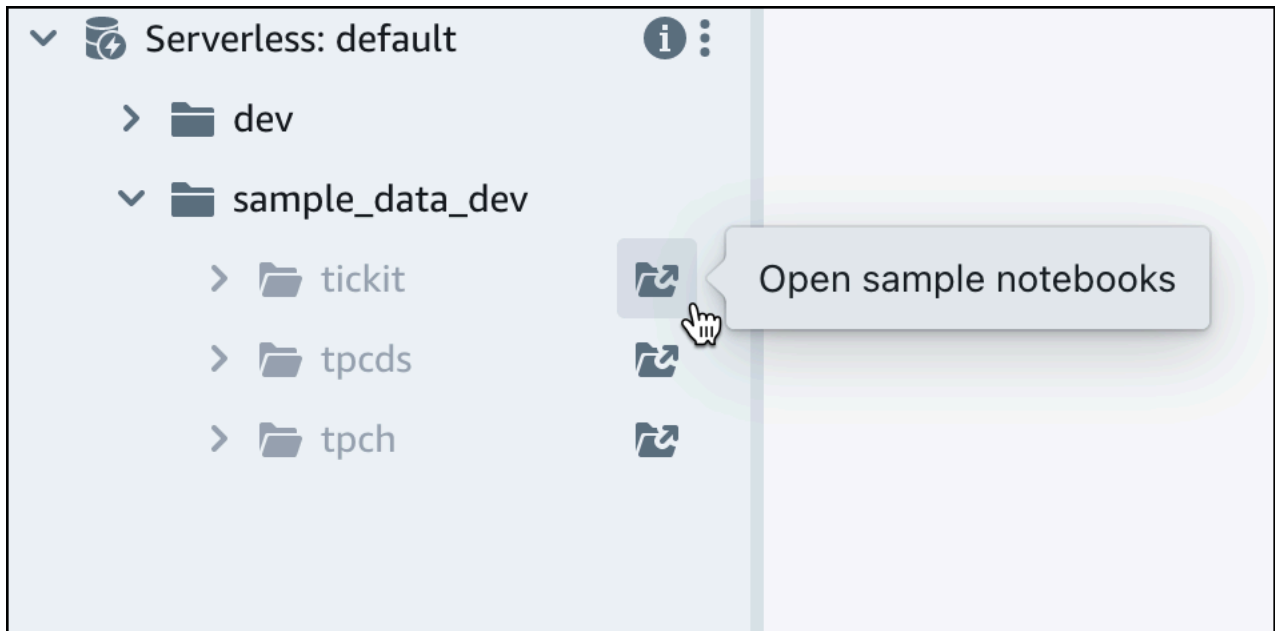 Serverless: default
dev
sample_data_dev
tickit
Open sample notebooks
tpcds
tpch